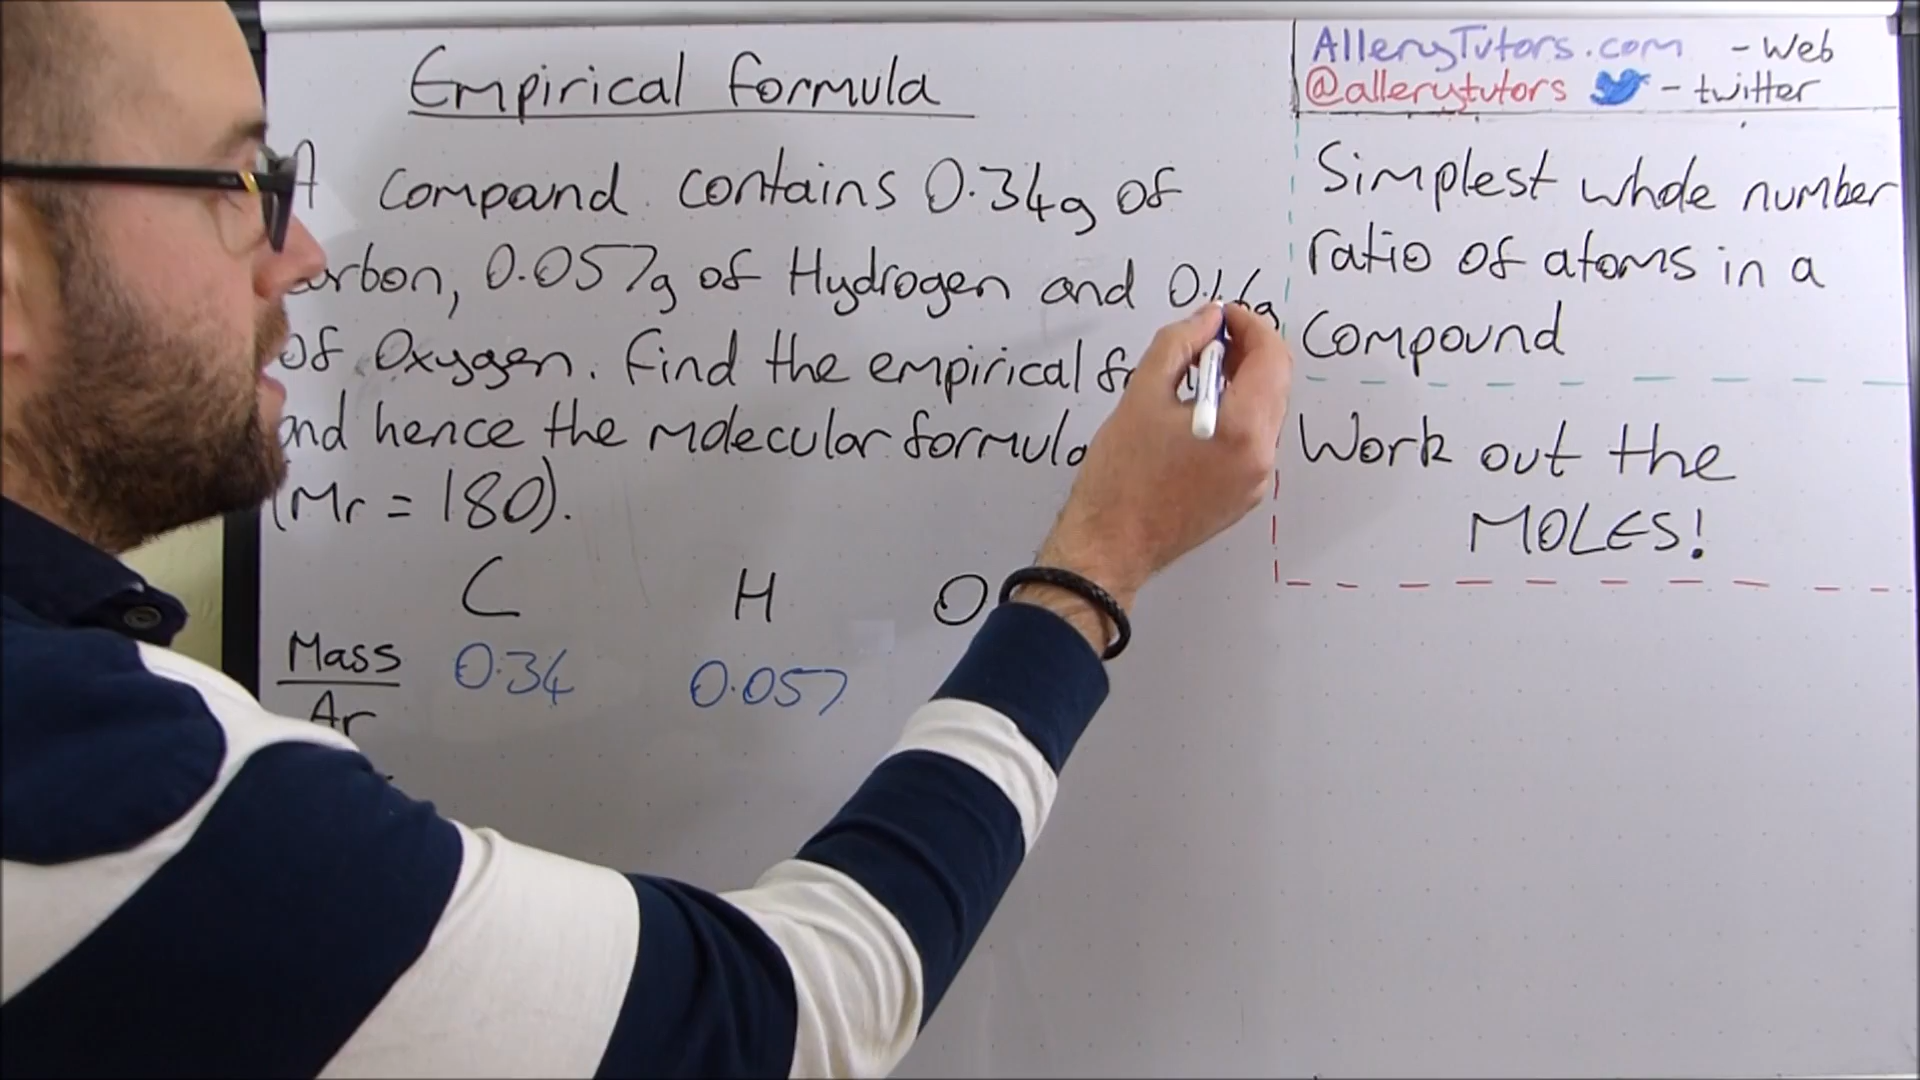 Empirical formula
A compound contains 0.34g of
arbon, 0.057g of Hydrogen and
of Oxygen. Find the empirical
and hence the molecular formula
(Mr = 180).
C H O
Mass 0.34 0.057
Ar
AlleryTutors.com - Web
@allerytutors - twitter
Simplest whole number
ratio of atoms in a
compound
Work out the
MOLES!